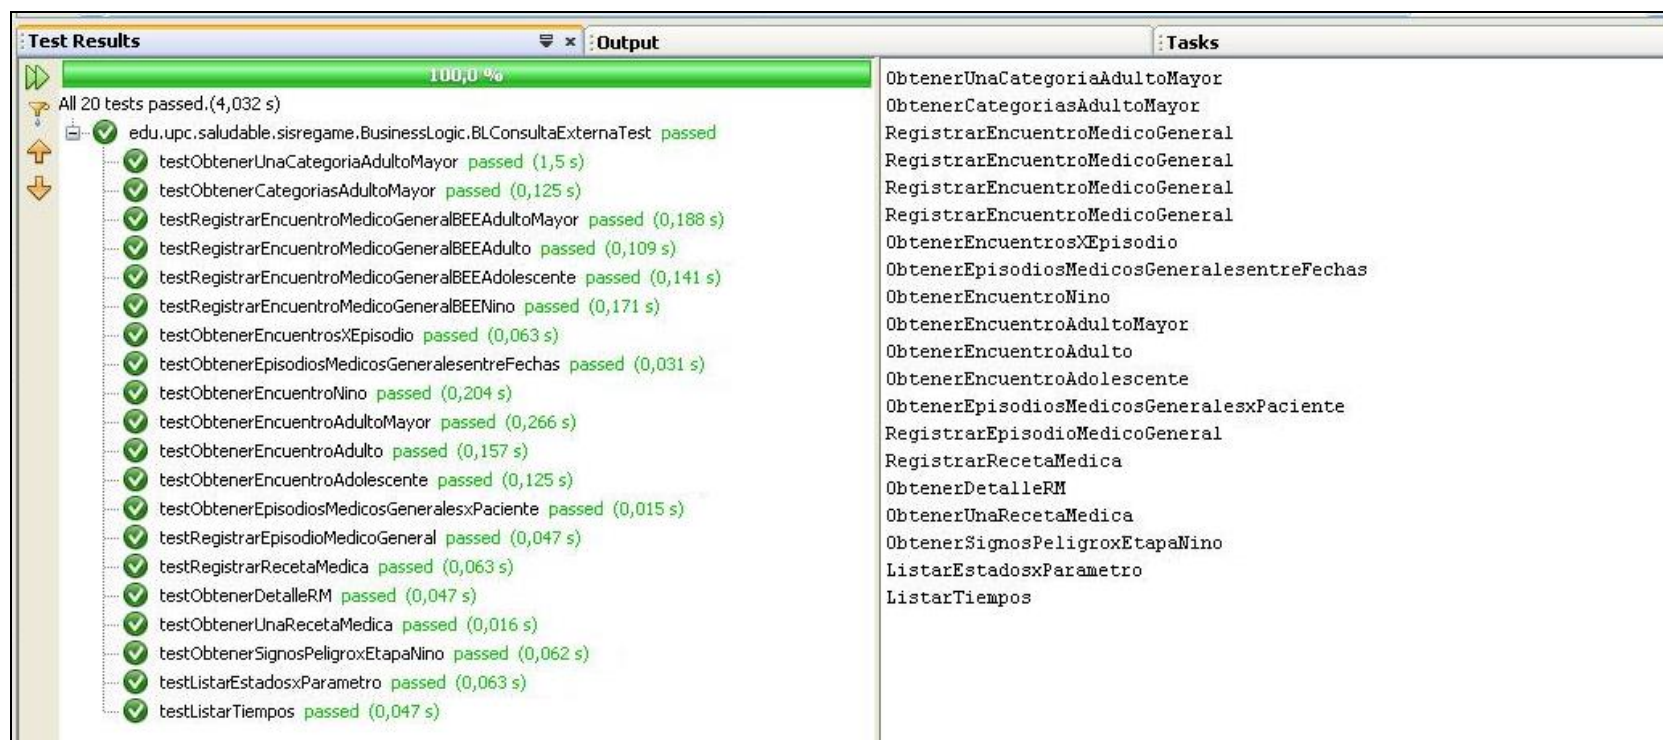 Test Results
Output
Tasks
100,0 %
All 20 tests passed.(4,032 s)
edu.upc.saludable.sisregame.BusinessLogic.BLConsultaExternaTest passed
testObtenerUnaCategoriaAdultoMayor passed (1,5 s)
testObtenerCategoriasAdultoMayor passed (0,125 s)
testRegistrarEncuentroMedicoGeneralBEEAdultoMayor passed (0,188 s)
testRegistrarEncuentroMedicoGeneralBEEAdulto passed (0,109 s)
testRegistrarEncuentroMedicoGeneralBEEAdolescente passed (0,141 s)
testRegistrarEncuentroMedicoGeneralBEENino passed (0,171 s)
testObtenerEncuentrosXEpisodio passed (0,063 s)
testObtenerEpisodiosMedicosGeneralesentreFechas passed (0,031 s)
testObtenerEncuentroNino passed (0,204 s)
testObtenerEncuentroAdultoMayor passed (0,266 s)
testObtenerEncuentroAdulto passed (0,157 s)
testObtenerEncuentroAdolescente passed (0,125 s)
testObtenerEpisodiosMedicosGeneralesxPaciente passed (0,015 s)
testRegistrarEpisodioMedicoGeneral passed (0,047 s)
testRegistrarRecetaMedica passed (0,063 s)
testObtenerDetalleRM passed (0,047 s)
testObtenerUnaRecetaMedica passed (0,016 s)
testObtenerSignosPeligroxEtapaNino passed (0,062 s)
testListarEstadosxParametro passed (0,063 s)
testListarTiempos passed (0,047 s)
ObtenerUnaCategoriaAdultoMayor
ObtenerCategoriasAdultoMayor
RegistrarEncuentroMedicoGeneral
RegistrarEncuentroMedicoGeneral
RegistrarEncuentroMedicoGeneral
RegistrarEncuentroMedicoGeneral
ObtenerEncuentrosXEpisodio
ObtenerEpisodiosMedicosGeneralesentreFechas
ObtenerEncuentroNino
ObtenerEncuentroAdultoMayor
ObtenerEncuentroAdulto
ObtenerEncuentroAdolescente
ObtenerEpisodiosMedicosGeneralesxPaciente
RegistrarEpisodioMedicoGeneral
RegistrarRecetaMedica
ObtenerDetalleRM
ObtenerUnaRecetaMedica
ObtenerSignosPeligroxEtapaNino
ListarEstadosxParametro
ListarTiempos